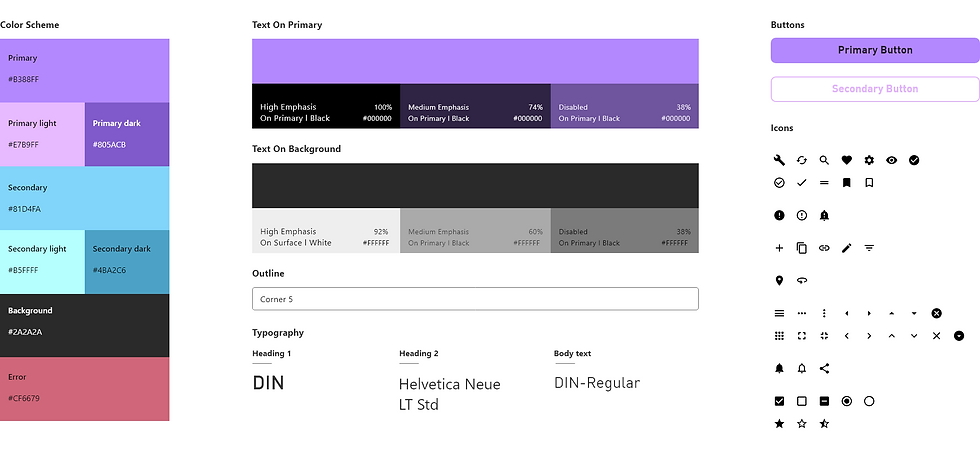 Color Scheme
Primary
#B388FF
Primary light
#E7B9FF
Primary dark
#805ACB
Secondary
#81D4FA
Secondary light
#B5FFFF
Secondary dark
#4BA2C6
Background
#2A2A2A
Error
#CF6679
Text On Primary
High Emphasis 100%
On Primary | Black #000000
Medium Emphasis 74%
On Primary | Black #000000
Disabled 38%
On Primary | Black #000000
Text On Background
High Emphasis 92%
On Surface | White #FFFFFF
Medium Emphasis 60%
On Primary | Black #FFFFFF
Disabled 38%
On Primary | Black #FFFFFF
Outline
Corner 5
Typography
Heading 1
DIN
Heading 2
Helvetica Neue
LT Std
Body text
DIN-Regular
Buttons
Primary Button
Secondary Button
Icons